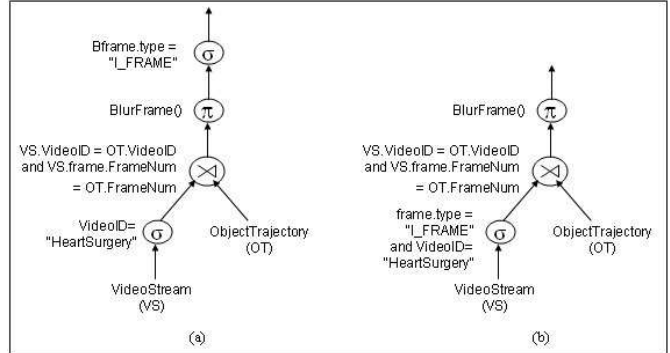 Bframe.type =
"I_FRAME"
σ
BlurFrame()
π
VS.VideoID = OT.VideoID
and VS.frame.FrameNum
= OT.FrameNum
VideoID=
"HeartSurgery"
σ
ObjectTrajectory
(OT)
VideoStream
(VS)
(a)
BlurFrame()
π
VS.VideoID = OT.VideoID
and VS.frame.FrameNum
= OT.FrameNum
frame.type =
"I_FRAME"
and VideoID=
"HeartSurgery"
σ
ObjectTrajectory
(OT)
VideoStream
(VS)
(b)